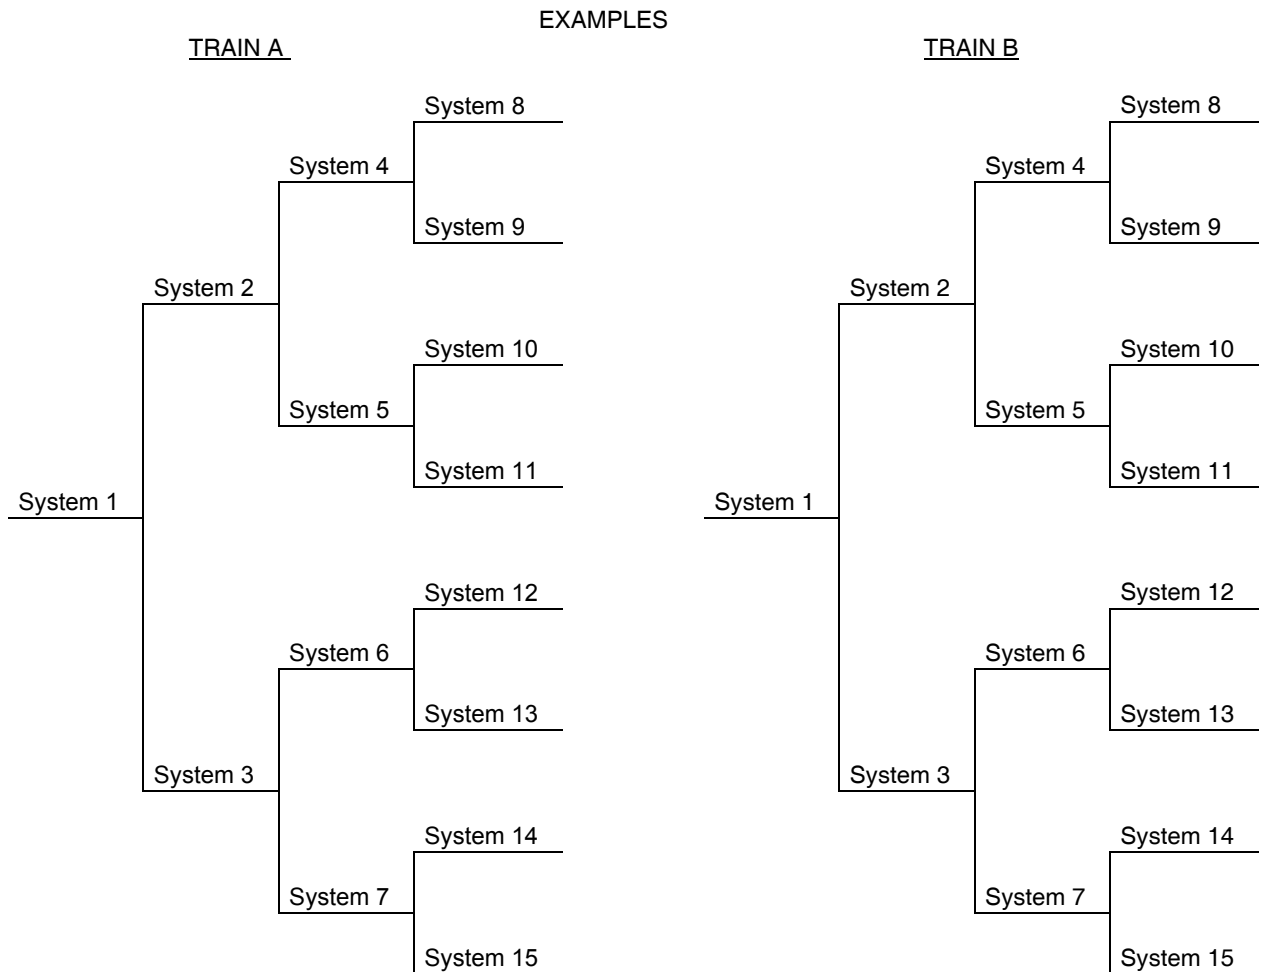 EXAMPLES
TRAIN A
TRAIN B
System 8
System 8
System 4
System 4
System 9
System 9
System 2
System 2
System 10
System 10
System 5
System 5
System 11
System 11
System 1
System 1
System 12
System 12
System 6
System 6
System 13
System 13
System 3
System 3
System 14
System 14
System 7
System 7
System 15
System 15